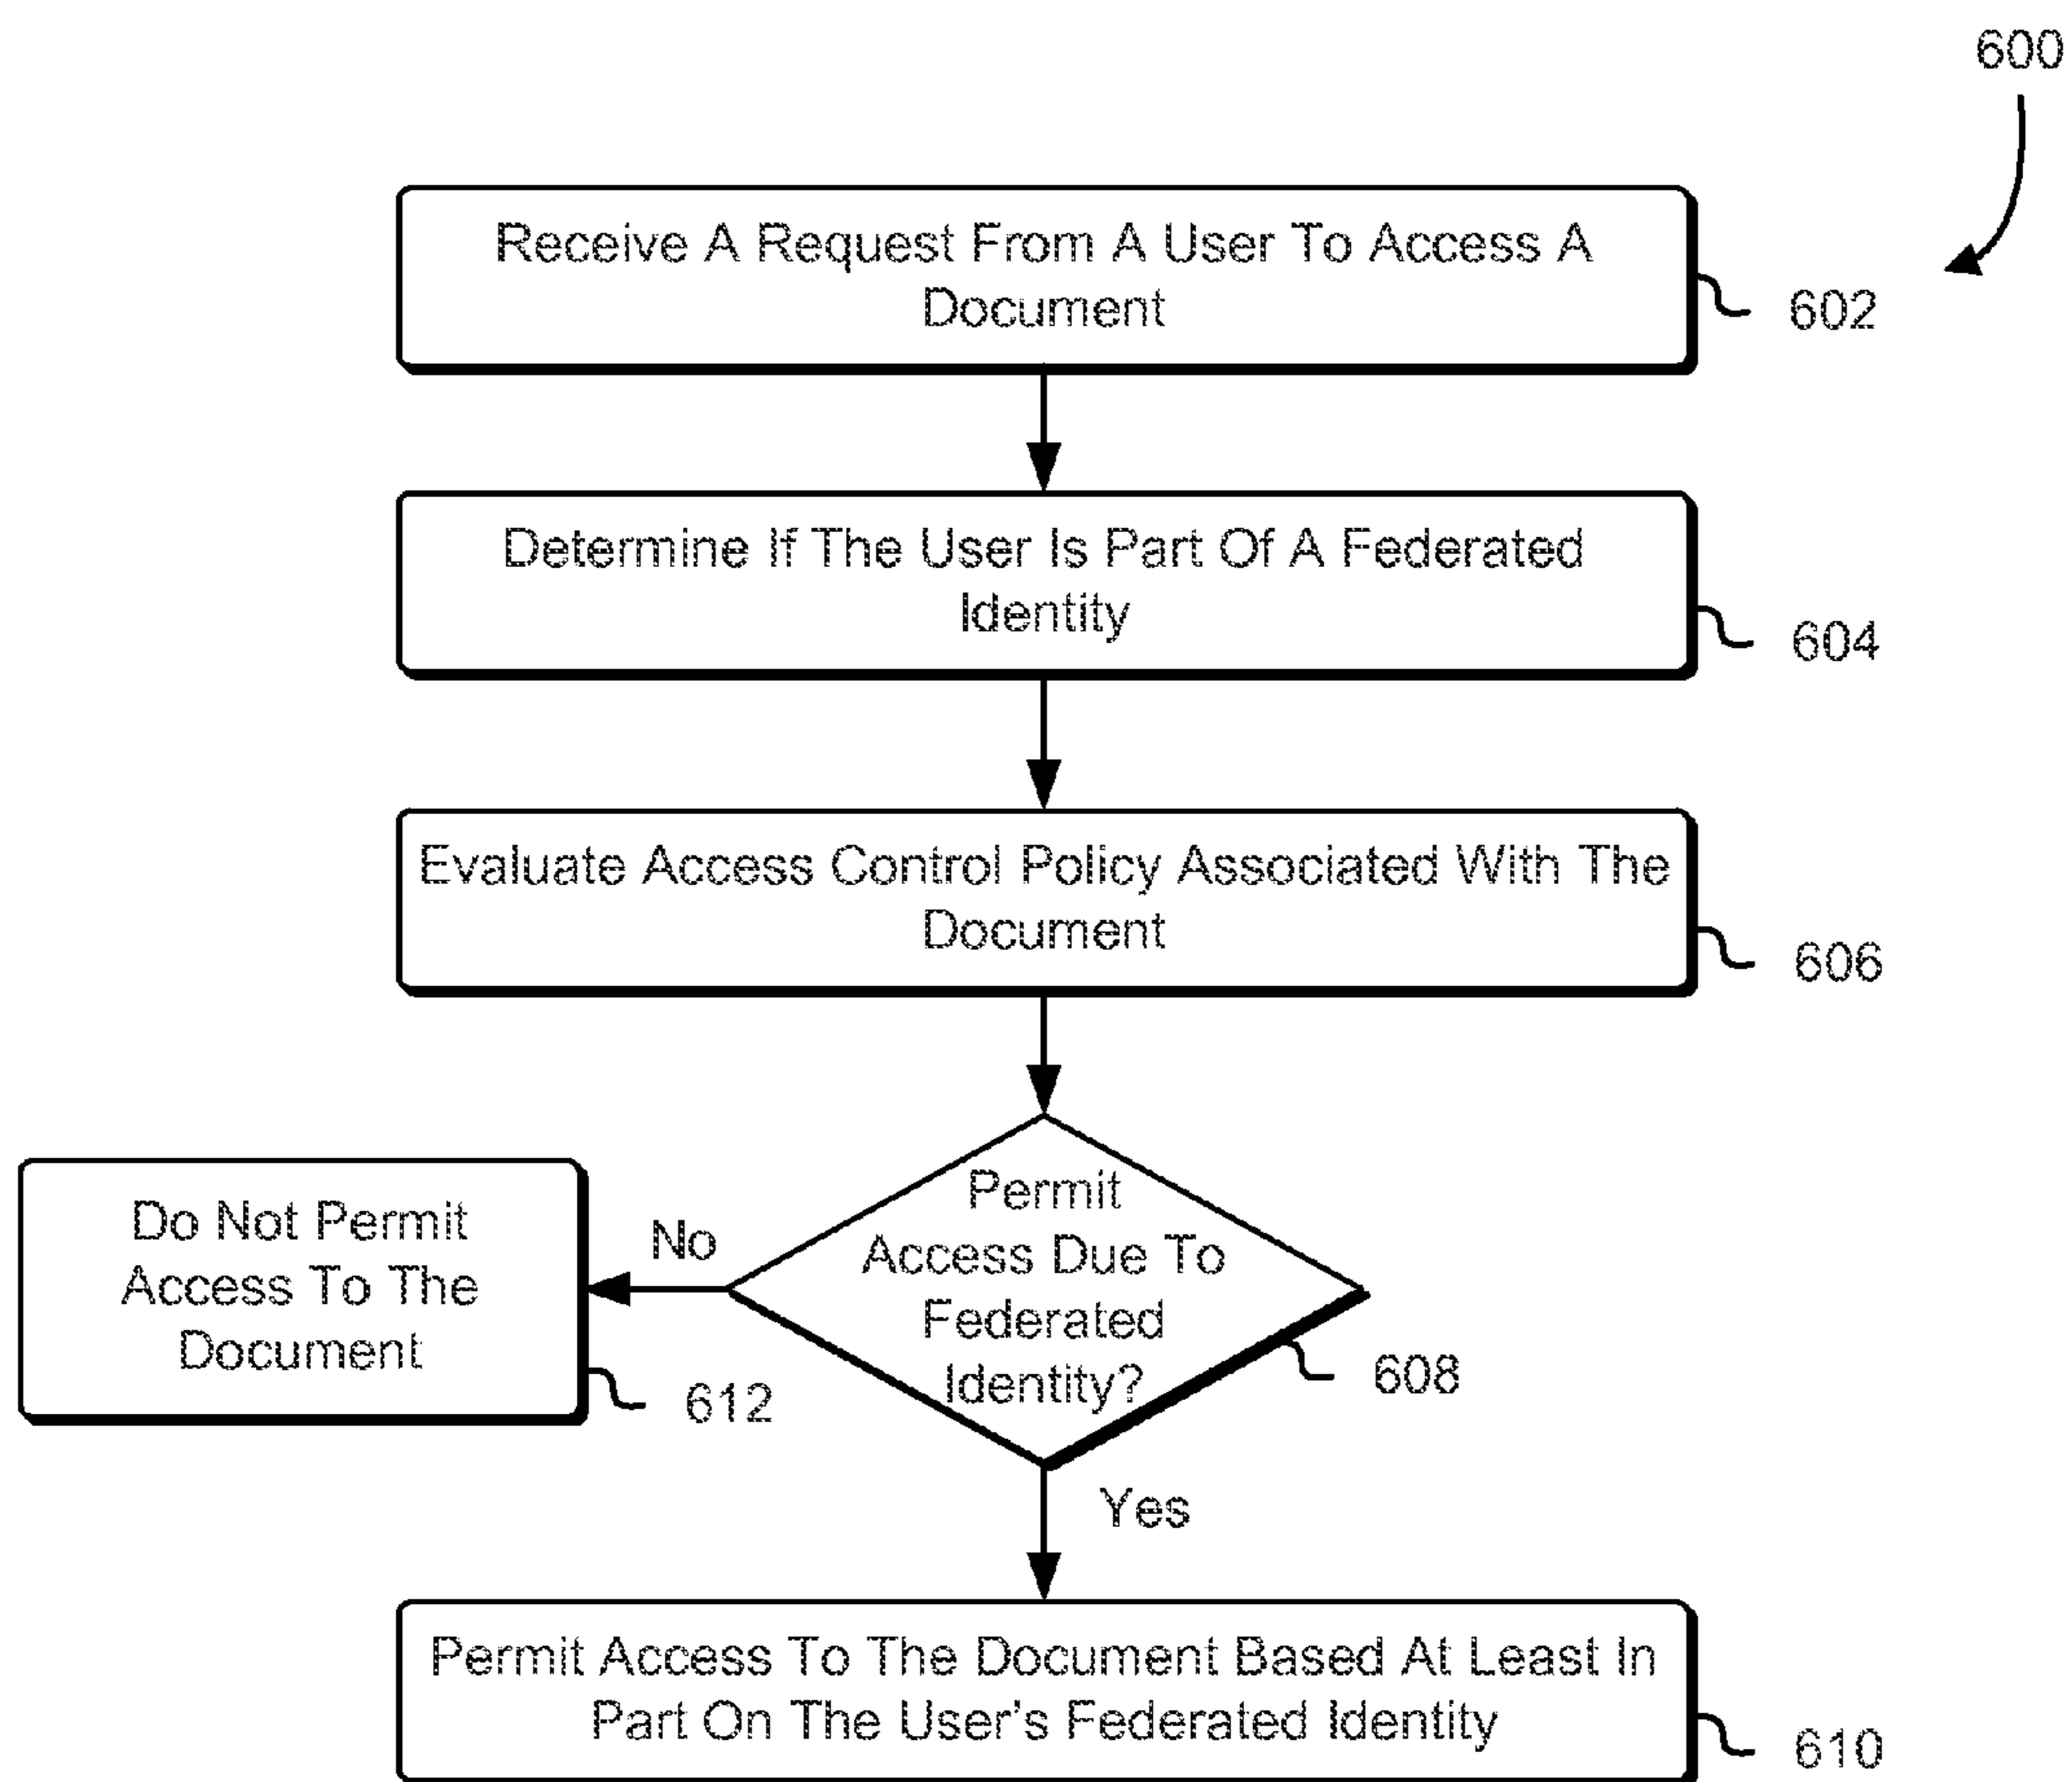 600
Receive A Request From A User To Access A
Document
602
Determine If The User Is Part Of A Federated
Identity
604
Evaluate Access Control Policy Associated With The
Document
606
Permit
Access Due To
Federated
Identity?
608
No
Do Not Permit
Access To The
Document
612
Yes
Permit Access To The Document Based At Least In
Part On The User's Federated Identity
610